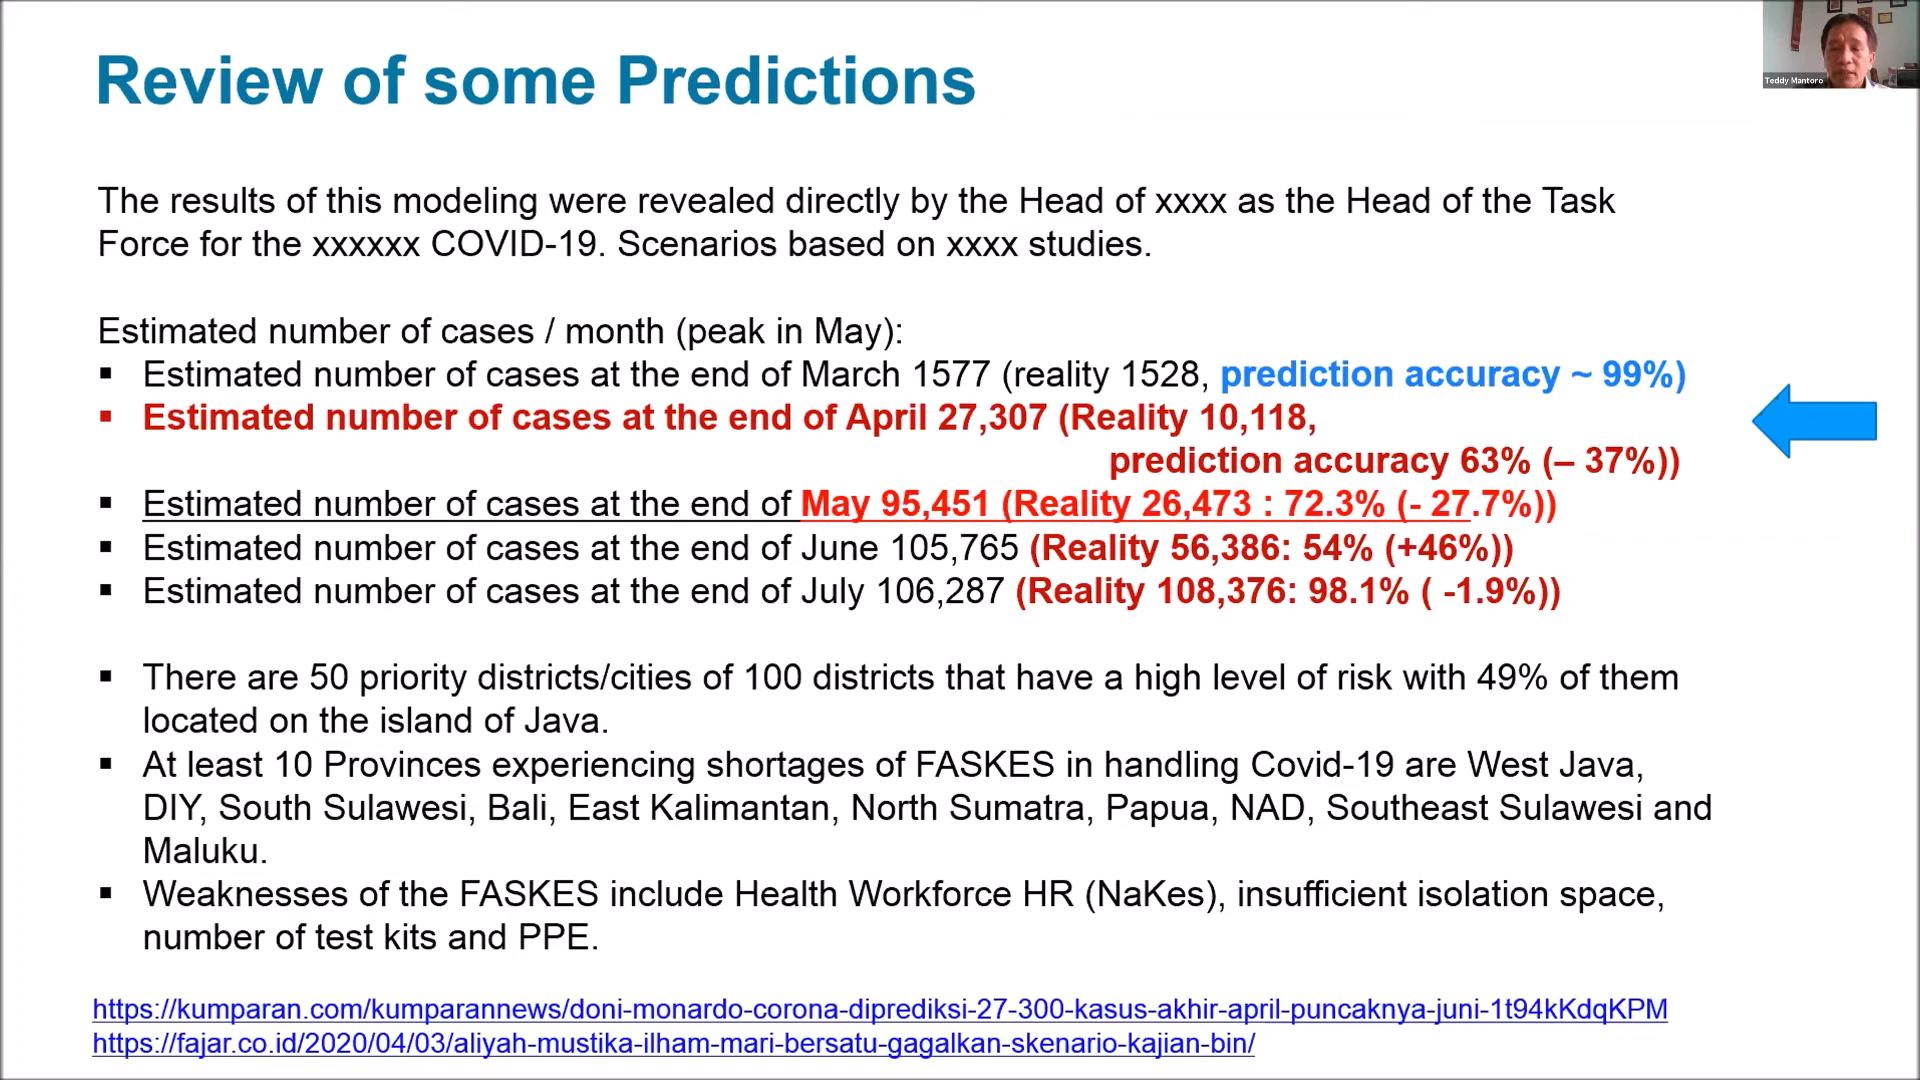 Review of some Predictions
Teddy Mantoro
The results of this modeling were revealed directly by the Head of xxxx as the Head of the Task
Force for the xxxxxx COVID-19. Scenarios based on xxxx studies.
Estimated number of cases / month (peak in May):
▪ Estimated number of cases at the end of March 1577 (reality 1528, prediction accuracy ~ 99%)
▪ Estimated number of cases at the end of April 27,307 (Reality 10,118,
prediction accuracy 63% (– 37%))
▪ Estimated number of cases at the end of May 95,451 (Reality 26,473 : 72.3% (- 27.7%))
▪ Estimated number of cases at the end of June 105,765 (Reality 56,386: 54% (+46%))
▪ Estimated number of cases at the end of July 106,287 (Reality 108,376: 98.1% ( -1.9%))
▪ There are 50 priority districts/cities of 100 districts that have a high level of risk with 49% of them
located on the island of Java.
▪ At least 10 Provinces experiencing shortages of FASKES in handling Covid-19 are West Java,
DIY, South Sulawesi, Bali, East Kalimantan, North Sumatra, Papua, NAD, Southeast Sulawesi and
Maluku.
▪ Weaknesses of the FASKES include Health Workforce HR (NaKes), insufficient isolation space,
number of test kits and PPE.
https://kumparan.com/kumparannews/doni-monardo-corona-diprediksi-27-300-kasus-akhir-april-puncaknya-juni-1t94kKdqKPM
https://fajar.co.id/2020/04/03/aliyah-mustika-ilham-mari-bersatu-gagalkan-skenario-kajian-bin/